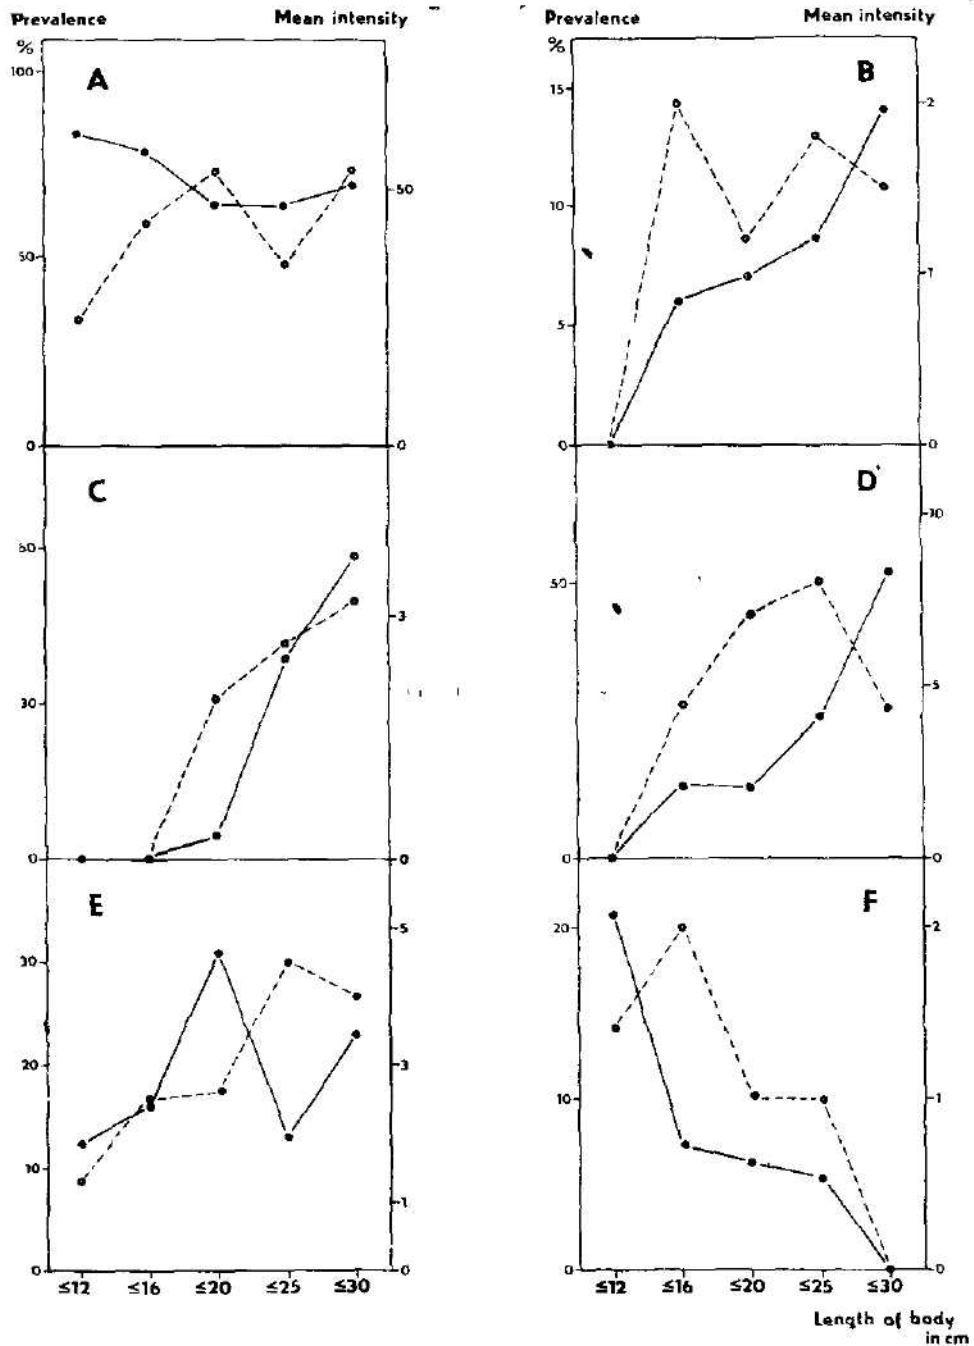 Prevalence Mean intensity Prevalence Mean intensity
% %
A B
100 15 2
50 10
50 1
5
0 0 0 0
C D
60 10
3 50
30 5
0 0 0 0
E F
5 20 2
30
20 3
10 1
10
1
0 0 0 0
≤12 ≤16 ≤20 ≤25 ≤30 ≤12 ≤16 ≤20 ≤25 ≤30
Length of body
in cm